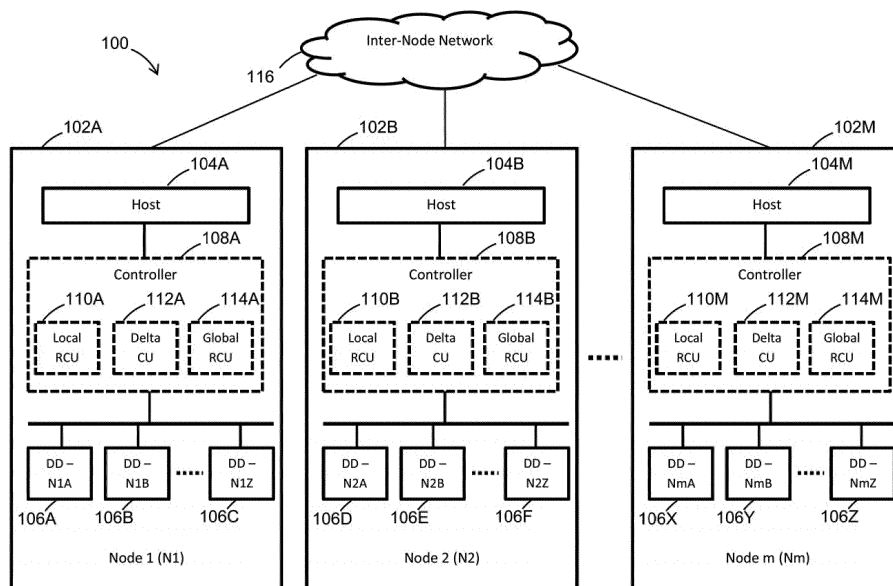 Inter-Node Network
100
116
102A
102B
102M
104A
104B
104M
Host
Host
Host
108A
108B
108M
Controller
Controller
Controller
110A 112A 114A
110B 112B 114B
110M 112M 114M
Local Delta Global
RCU CU RCU
Local Delta Global
RCU CU RCU
Local Delta Global
RCU CU RCU
DD – DD – DD –
N1A N1B N1Z
DD – DD – DD –
N2A N2B N2Z
DD – DD – DD –
NmA NmB NmZ
106A 106B 106C
106D 106E 106F
106X 106Y 106Z
Node 1 (N1)
Node 2 (N2)
Node m (Nm)